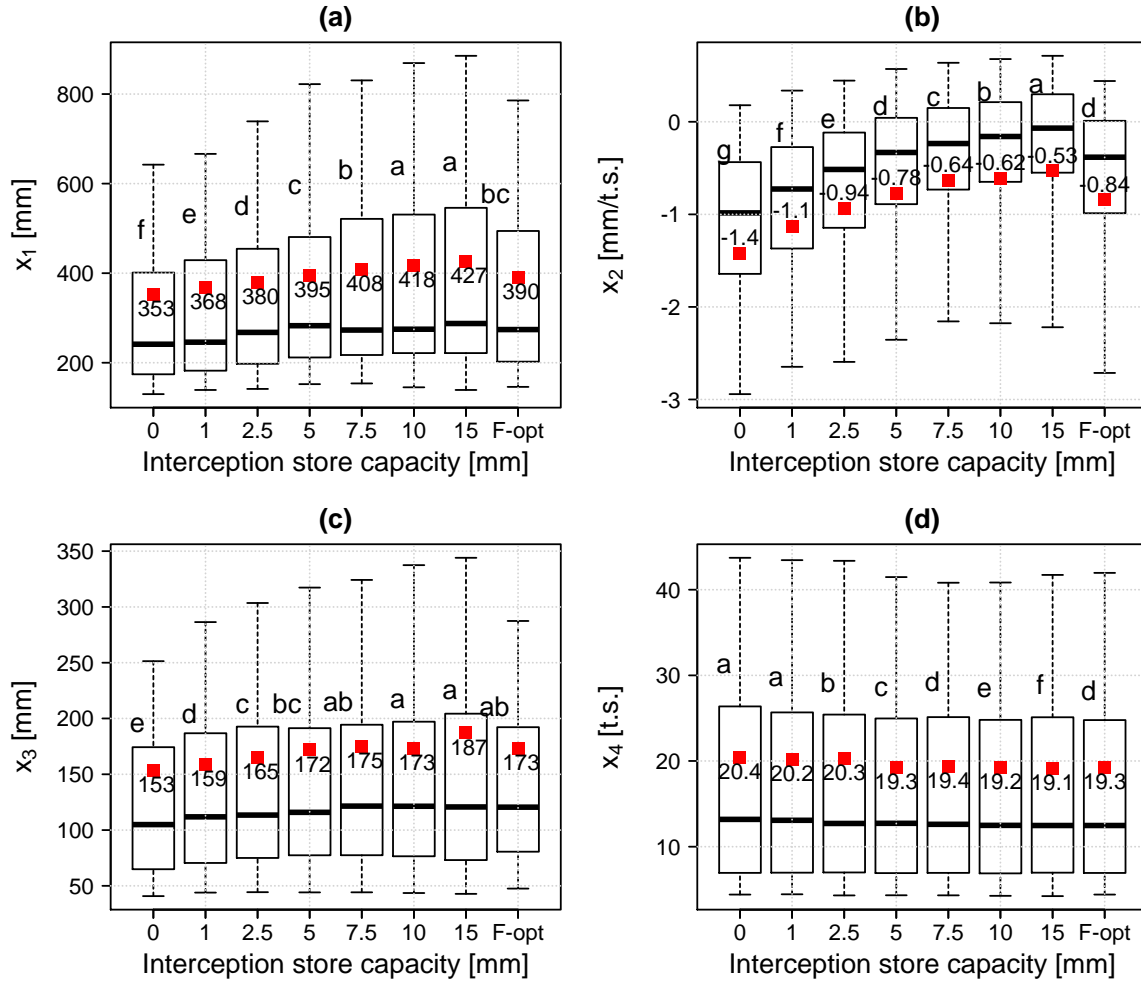 (a)
x1 [mm]
800
600
400
200
f
e
d
c
b
a
a
bc
353
368
380
395
408
418
427
390
0 1 2.5 5 7.5 10 15 F-opt
Interception store capacity [mm]
(b)
x2 [mm/t.s.]
0
-1
-2
-3
g
f
e
d
c
b
a
d
-1.4
-1.1
-0.94
-0.78
-0.64
-0.62
-0.53
-0.84
0 1 2.5 5 7.5 10 15 F-opt
Interception store capacity [mm]
(c)
x3 [mm]
350
300
250
200
150
100
50
e
d
c
bc
ab
a
a
ab
153
159
165
172
175
173
187
173
0 1 2.5 5 7.5 10 15 F-opt
Interception store capacity [mm]
(d)
x4 [t.s.]
40
30
20
10
a
a
b
c
d
e
f
d
20.4
20.2
20.3
19.3
19.4
19.2
19.1
19.3
0 1 2.5 5 7.5 10 15 F-opt
Interception store capacity [mm]